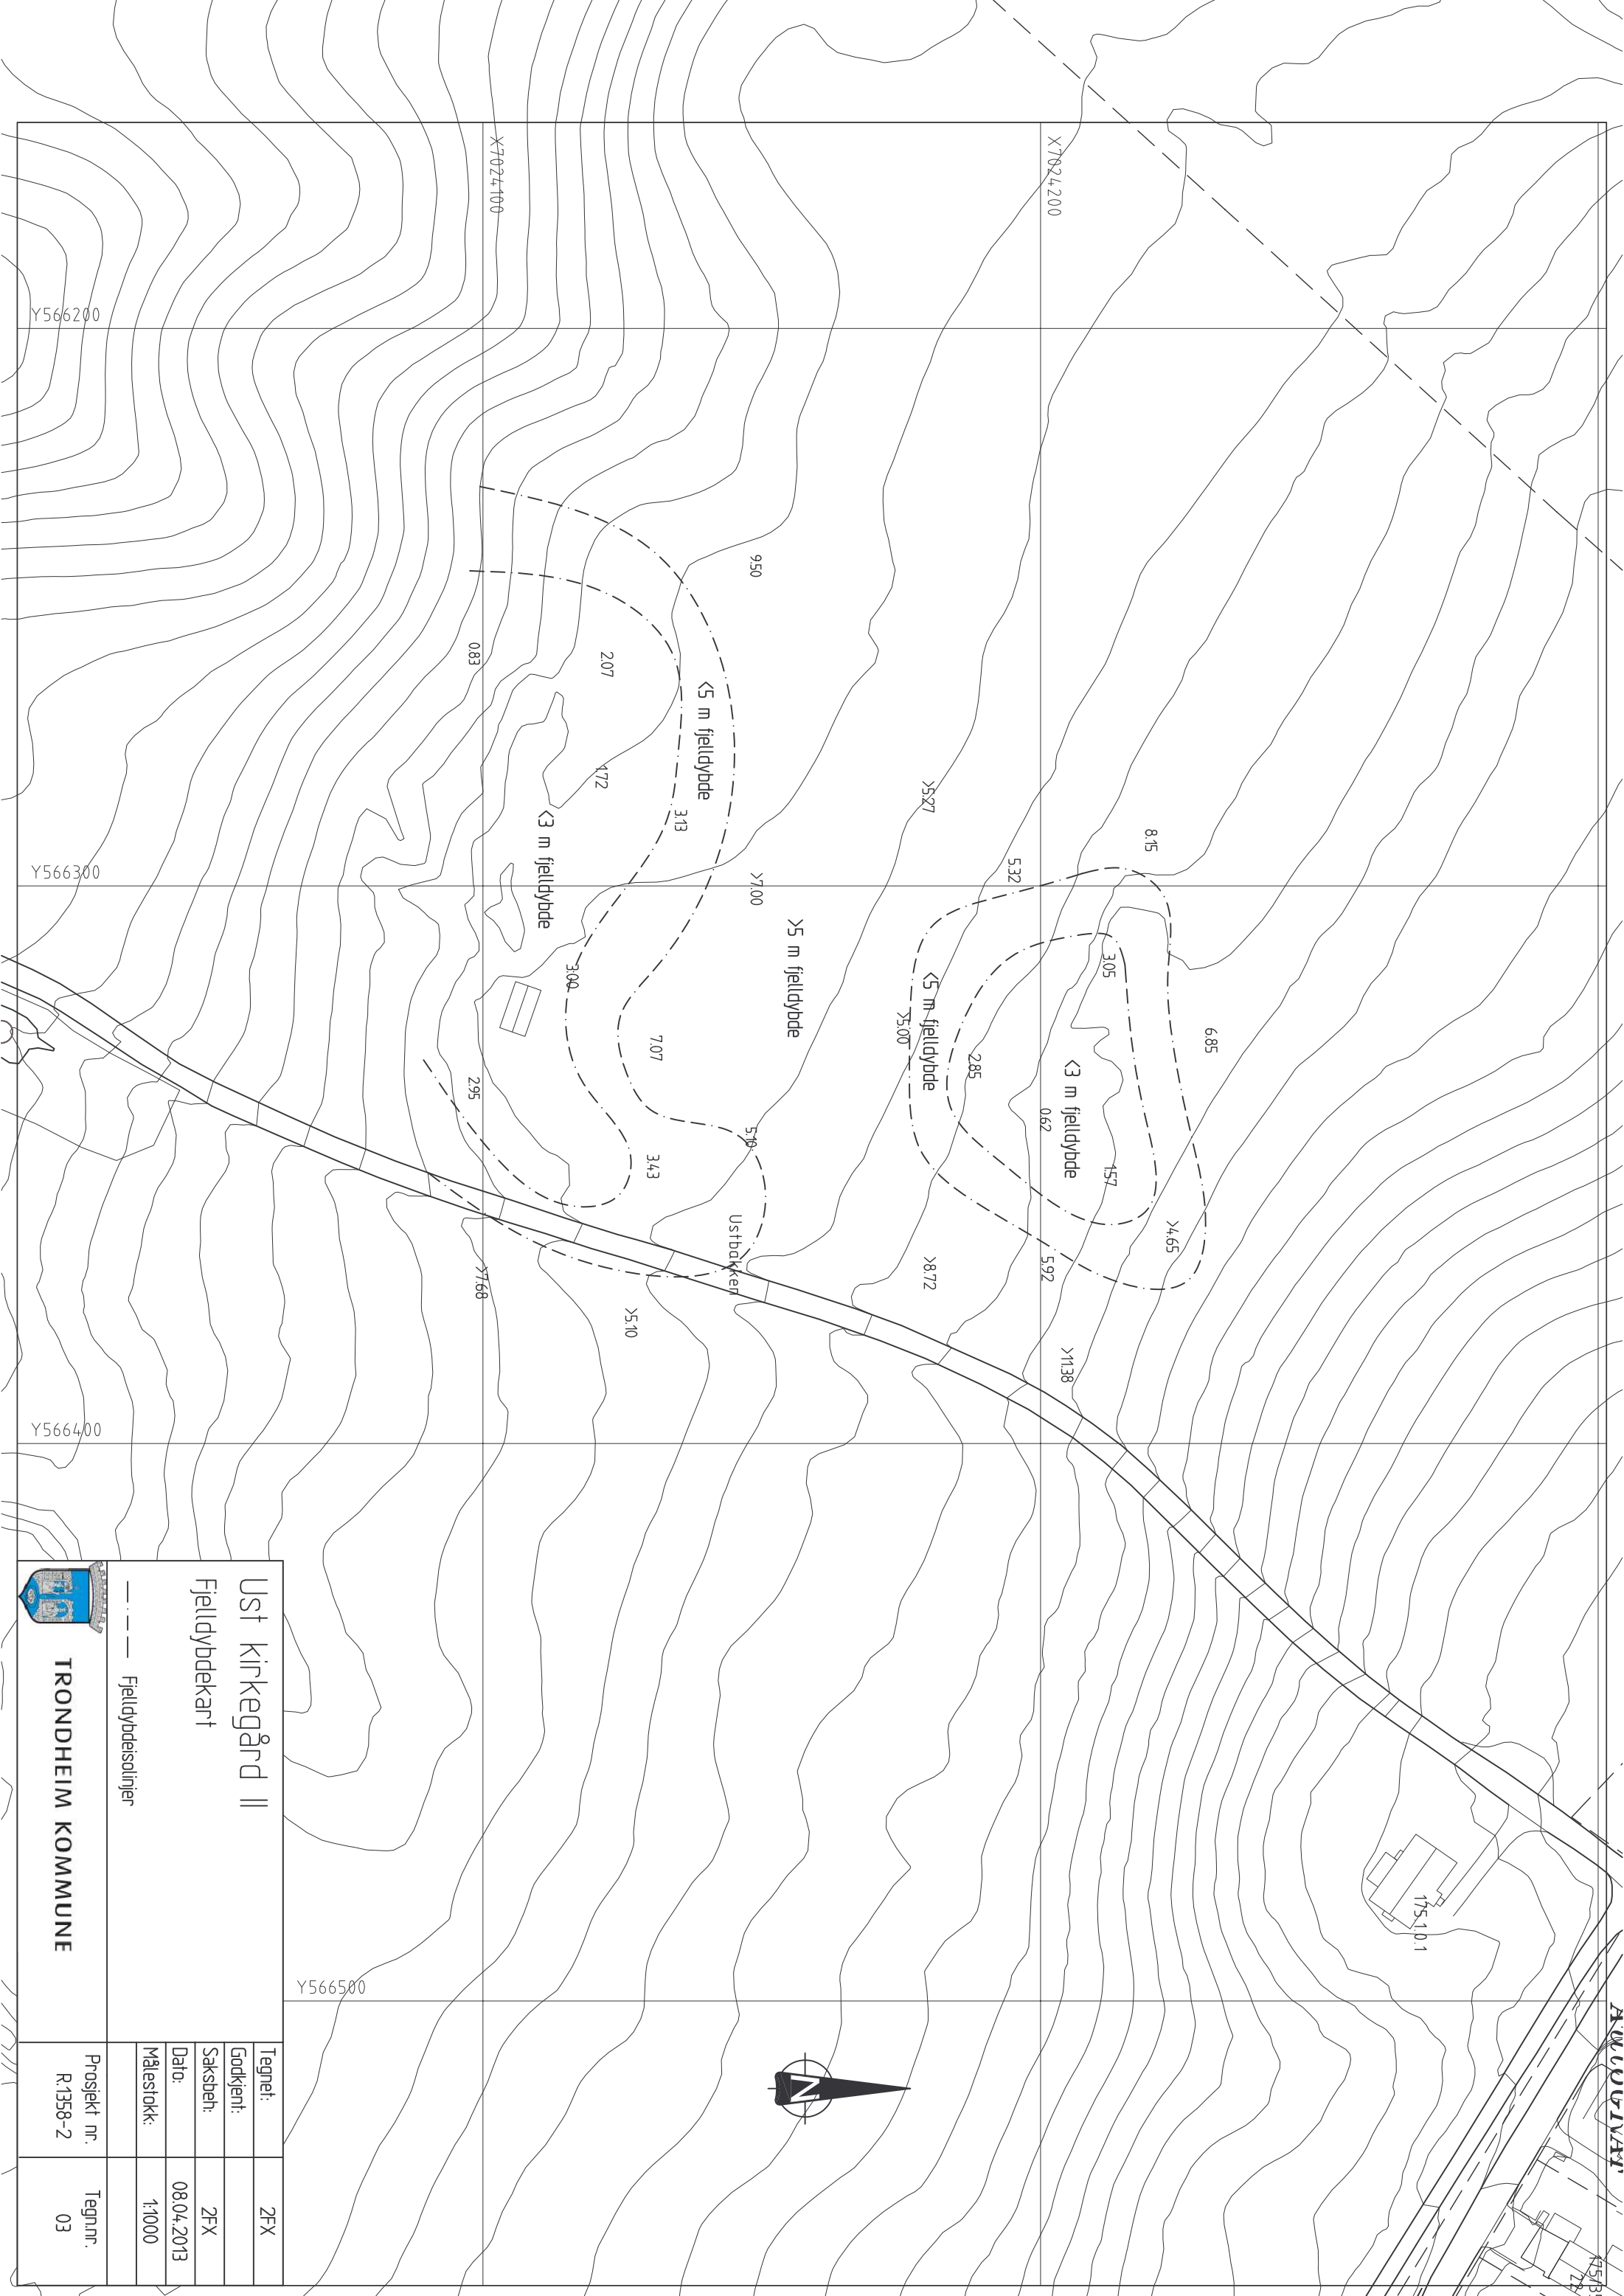 X7024100
X7024200
Y566200
Y566300
Y566400
Y566500
9.50
0.83
2.07
<5 m fjelldybde
1.72
3.13
<3 m fjelldybde
>5.27
8.15
5.32
>7.00
>5 m fjelldybde
3.00
3.05
<5 m fjelldybde
>5.00
6.85
7.07
2.85
<3 m fjelldybde
2.95
0.62
5.10
3.43
1.57
Ustbakken
>4.65
>8.72
5.92
>7.68
>5.10
>11.38
175.1.0.1
N
Ust kirkegård II
Fjelldybdekart
Fjelldybdeisolinjer
TRONDHEIM KOMMUNE
Tegnet: 2FX
Godkjent:
Saksbeh: 2FX
Dato: 08.04.2013
Målestokk: 1:1000
Prosjekt nr. Tegn.nr.
R.1358-2 03